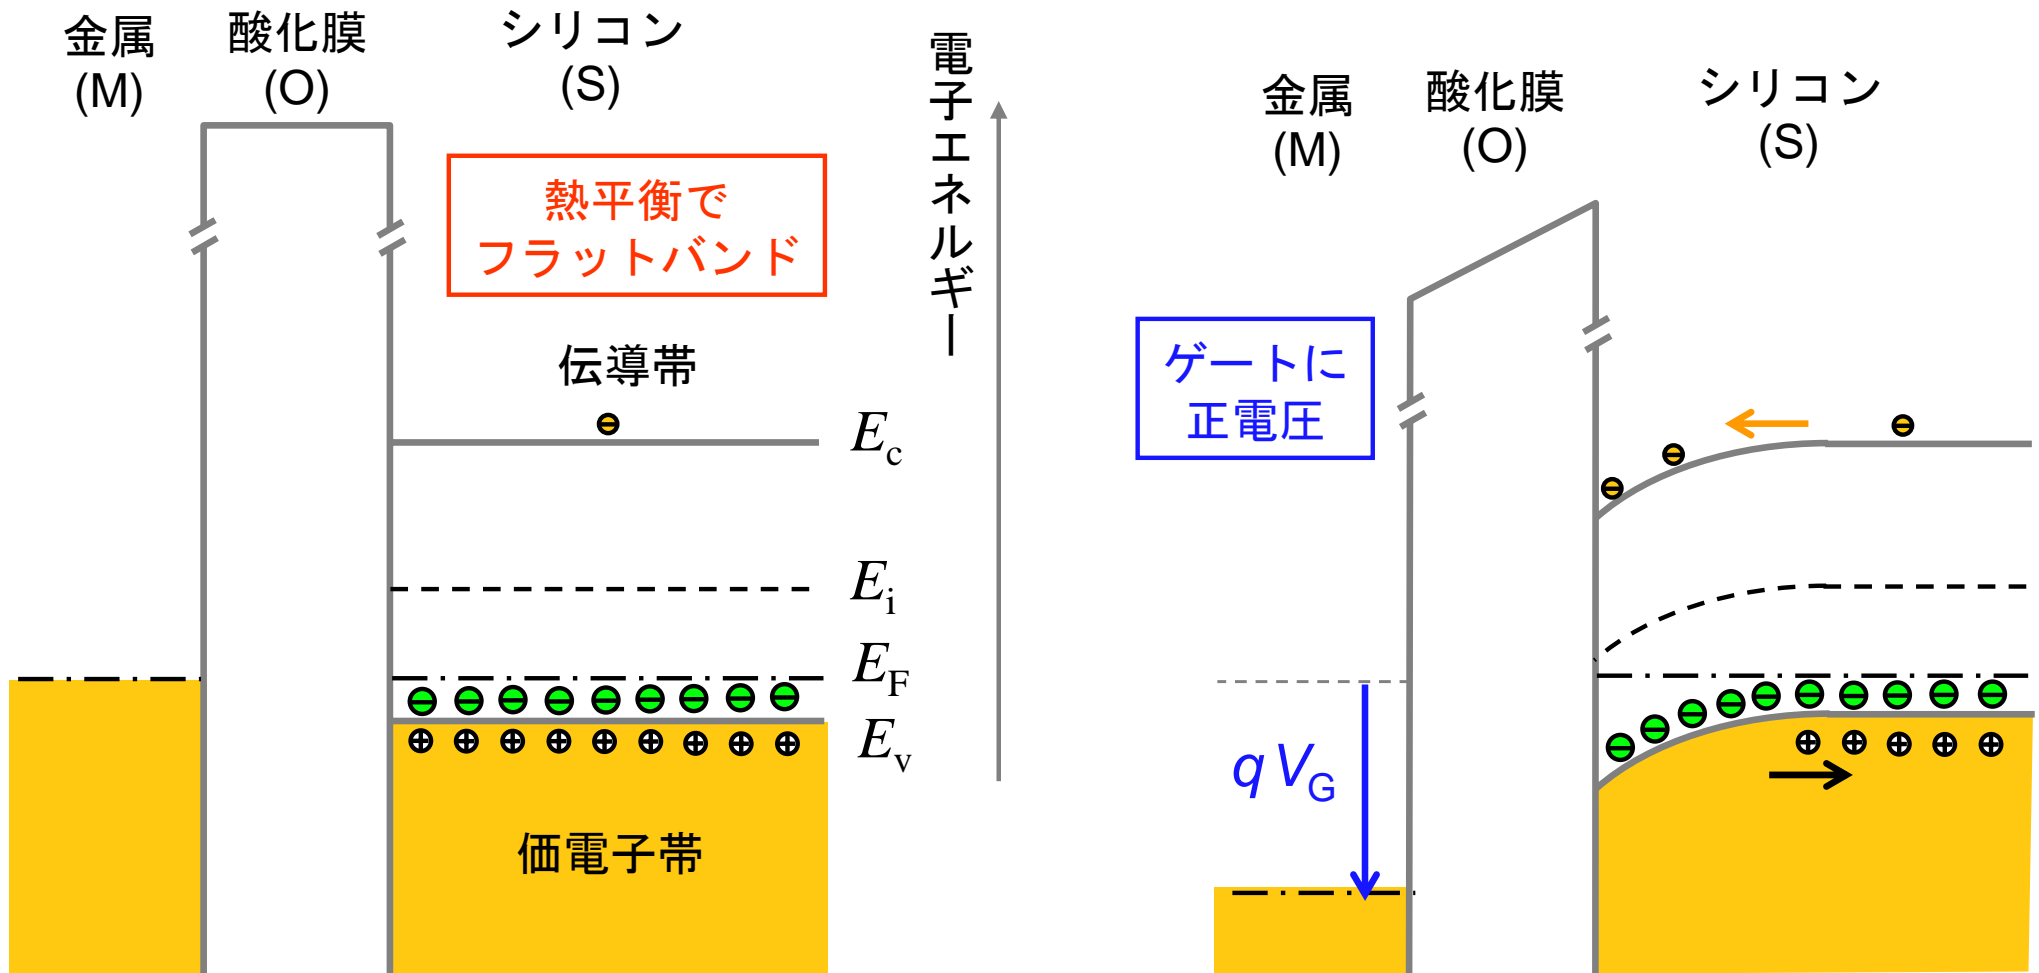 金属
(M)
酸化膜
(O)
シリコン
(S)
熱平衡で
フラットバンド
伝導帯
Ec
Ei
EF
Ev
価電子帯
電子エネルギー
金属
(M)
酸化膜
(O)
シリコン
(S)
ゲートに
正電圧
q VG